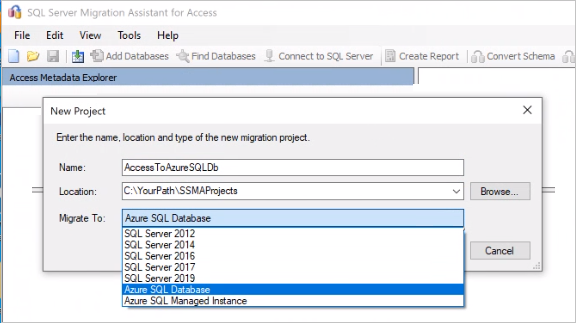 SQL Server Migration Assistant for Access
File Edit View Tools Help
Add Databases Find Databases Connect to SQL Server Create Report Convert Schema
Access Metadata Explorer
New Project
Enter the name, location and type of the new migration project.
Name: AccessToAzureSQLDb
Location: C:\YourPath\SSMAProjects Browse...
Migrate To: Azure SQL Database
SQL Server 2012
SQL Server 2014
SQL Server 2016
SQL Server 2017
SQL Server 2019
Azure SQL Database
Azure SQL Managed Instance
Cancel